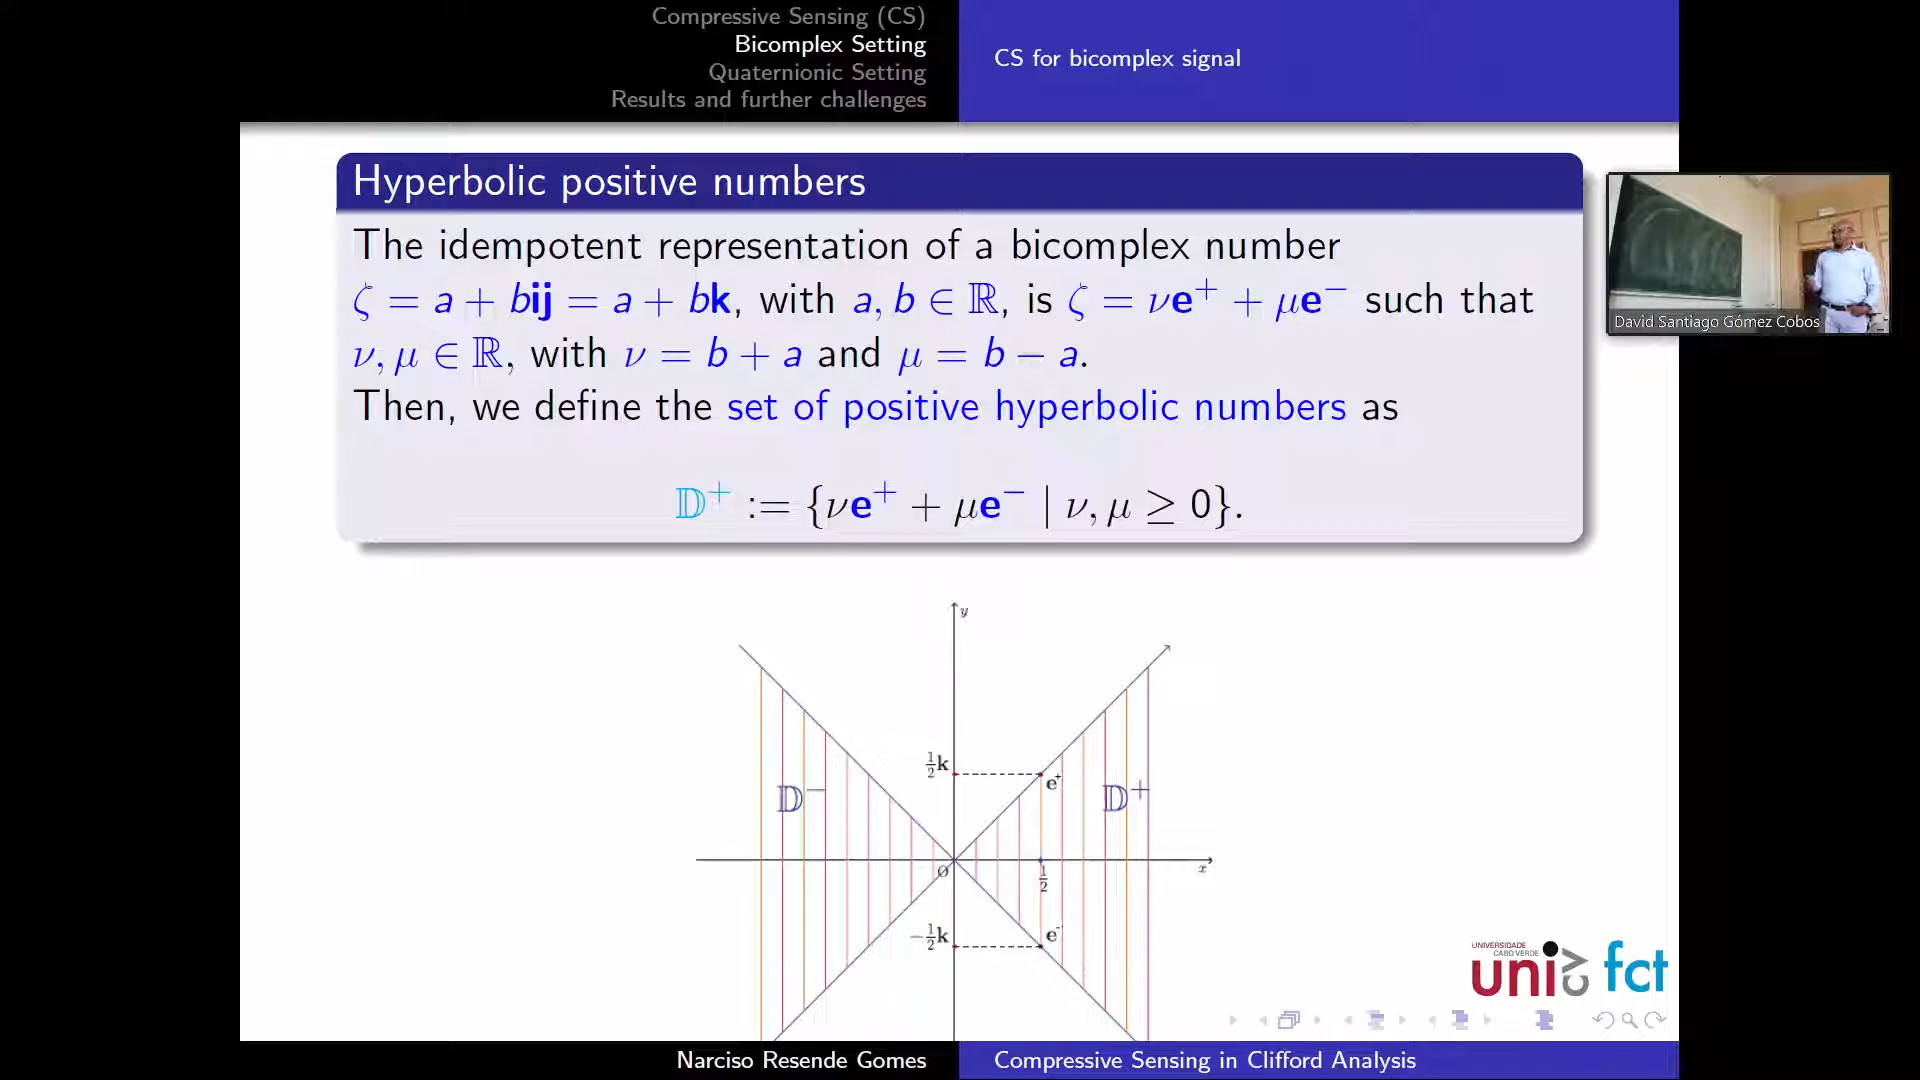 Compressive Sensing (CS)
Bicomplex Setting
Quaternionic Setting
Results and further challenges
CS for bicomplex signal
Hyperbolic positive numbers
The idempotent representation of a bicomplex number
ζ = a + bij = a + bk, with a, b ∈ ℝ, is ζ = νe⁺ + μe⁻ such that
ν, μ ∈ ℝ, with ν = b + a and μ = b − a.
Then, we define the set of positive hyperbolic numbers as
𝔻⁺ := {νe⁺ + μe⁻ | ν, μ ≥ 0}.
David Santiago Gómez Cobos
y
½k
e⁺
𝔻⁻
𝔻⁺
O
½
x
−½k
e⁻
UNIVERSIDADE
CABO VERDE
uni cv fct
Narciso Resende Gomes
Compressive Sensing in Clifford Analysis